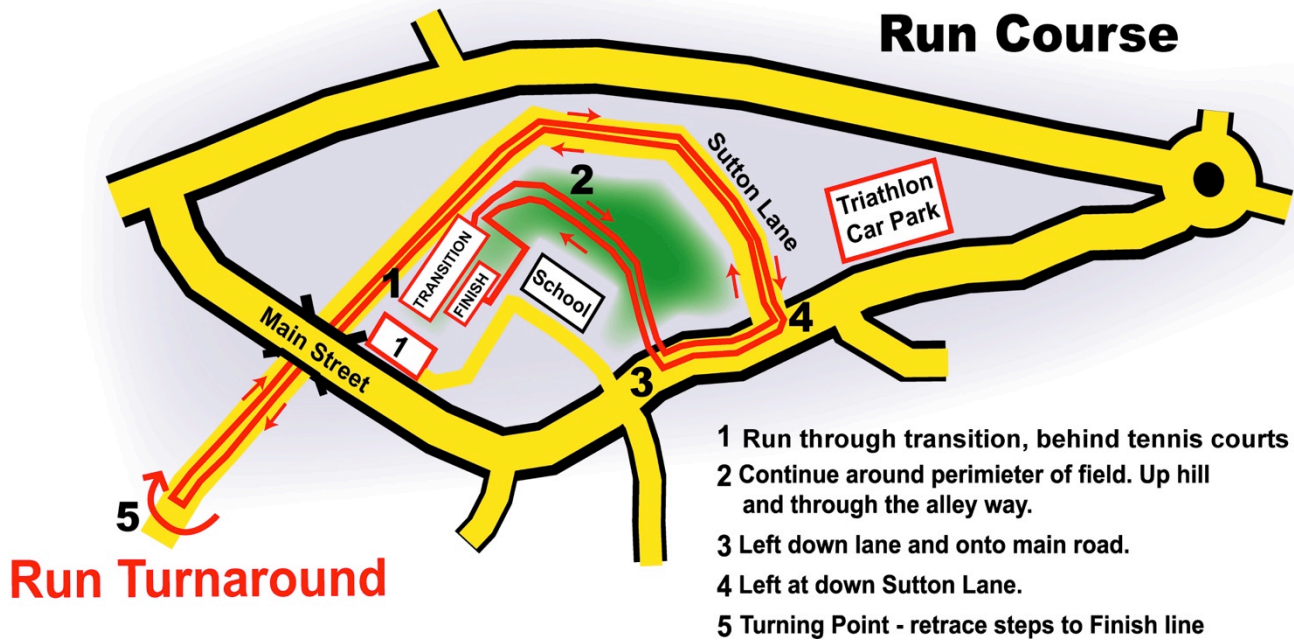 Run Course
2
Sutton Lane
Triathlon
Car Park
1
TRANSITION
FINISH
School
4
Main Street
1
3
5
Run Turnaround
1 Run through transition, behind tennis courts
2 Continue around perimieter of field. Up hill
and through the alley way.
3 Left down lane and onto main road.
4 Left at down Sutton Lane.
5 Turning Point - retrace steps to Finish line